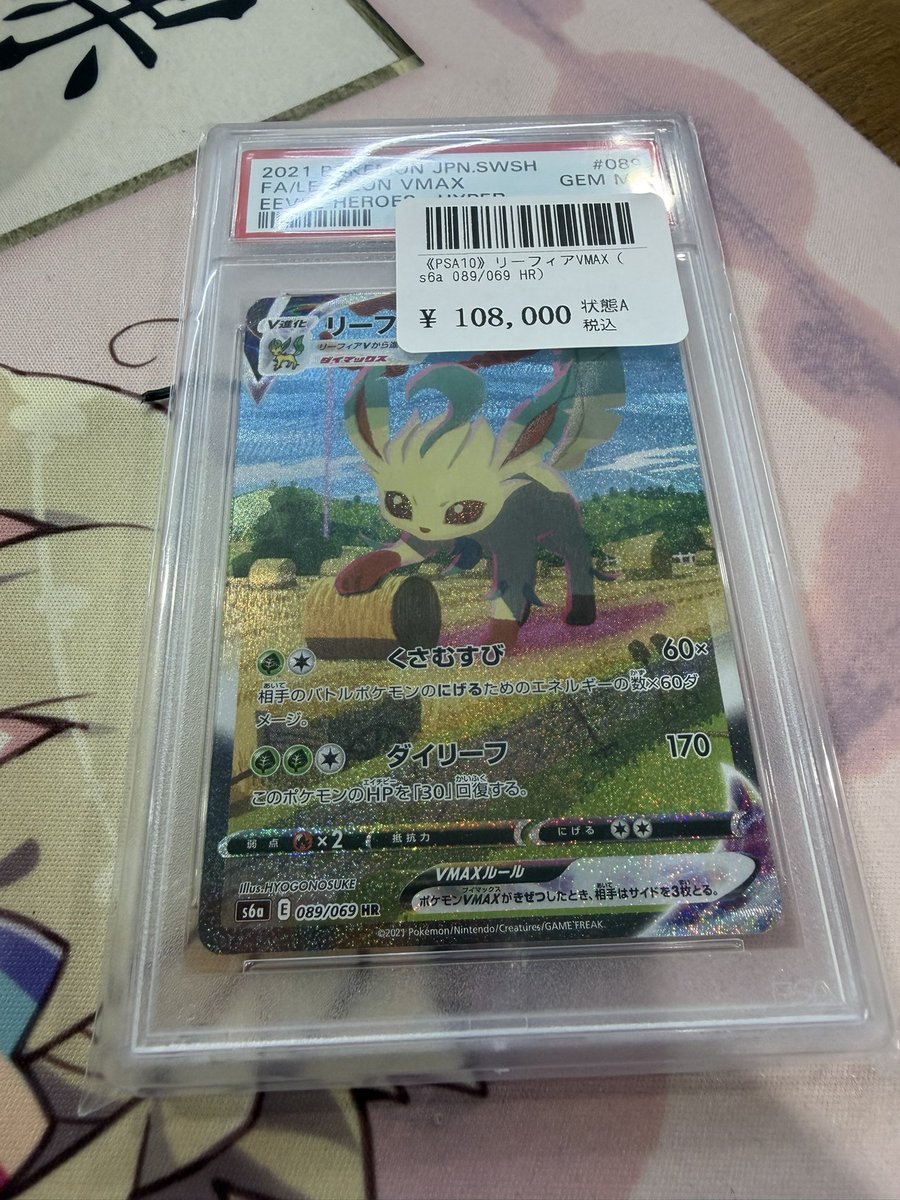 2021 POKEMON JPN.SWSH #089
FA/LEAFEON VMAX GEM M
EEVEE HEROES
《PSA10》リーフィアVMAX（
s6a 089/069 HR）
¥ 108,000 状態A
税込
V進化 リーフ
リーフィアVから進
ダイマックス
くさむすび 60×
相手のバトルポケモンのにげるためのエネルギーの数×60ダ
メージ。
ダイリーフ 170
このポケモンのHPを「30」回復する。
弱点 ×2 抵抗力 にげる
VMAXルール
ポケモンVMAXがきぜつしたとき、相手はサイドを3枚とる。
Illus.HYOGONOSUKE
s6a E 089/069 HR
©2021 Pokémon/Nintendo/Creatures/GAME FREAK.
PSA